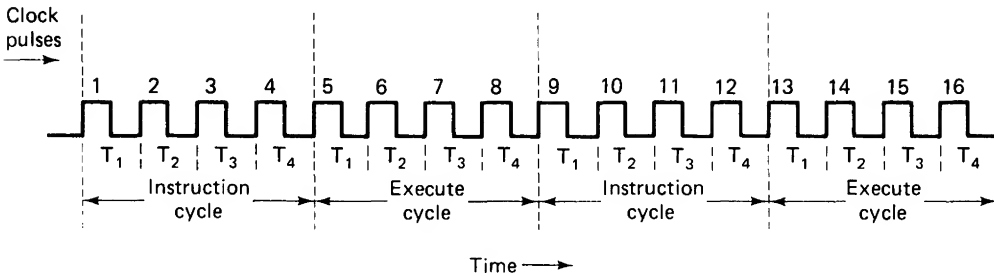 Clock
pulses
1 2 3 4 5 6 7 8 9 10 11 12 13 14 15 16
T₁ T₂ T₃ T₄ T₁ T₂ T₃ T₄ T₁ T₂ T₃ T₄ T₁ T₂ T₃ T₄
Instruction Execute Instruction Execute
cycle cycle cycle cycle
Time